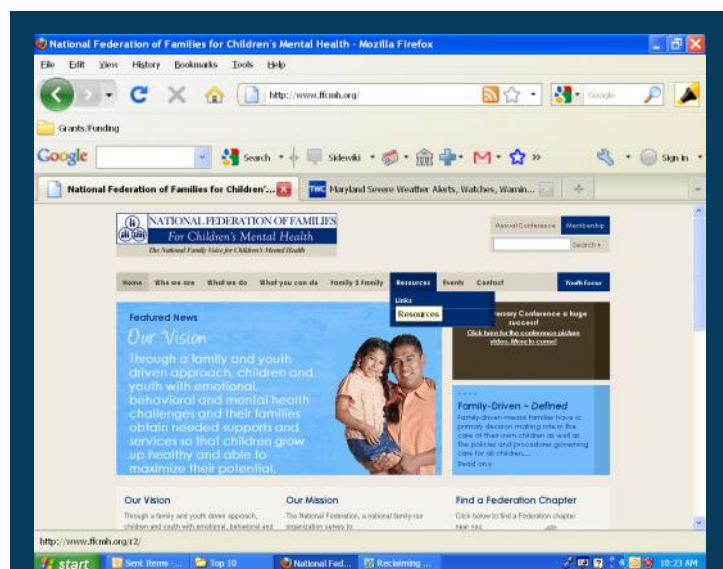 National Federation of Families for Children's Mental Health - Mozilla Firefox
File Edit View History Bookmarks Tools Help
http://www.ffcmh.org/
Google
Grants/Funding
Google
Search
Sidewiki
Sign In
National Federation of Families for Children'...
TWC Maryland Severe Weather Alerts, Watches, Warnin...
NATIONAL FEDERATION OF FAMILIES
For Children's Mental Health
The National Family Voice for Children's Mental Health
Annual Conference Membership
Search
Home Who we are What we do What you can do Family 2 Family Resources Events Contact Youth Focus
Links
Resources
Featured News
Our Vision
Through a family and youth
driven approach, children and
youth with emotional,
behavioral and mental health
challenges and their families
obtain needed supports and
services so that children grow
up healthy and able to
maximize their potential.
Conference a huge
success!
Click here for the conference picture
video. More to come!
Family-Driven ~ Defined
Family-driven means families have a
primary decision making role in the
care of their own children as well as
the policies and procedures governing
care for all children....
Read on »
Our Vision
Through a family and youth driven approach,
children and youth with emotional, behavioral and
Our Mission
The National Federation, a national family-run
organization serves to:
Find a Federation Chapter
Click below to find a Federation chapter
near you.
http://www.ffcmh.org/r2/
start
Sent Items -...
Top 10
National Fed...
Reclaiming ...
10:23 AM